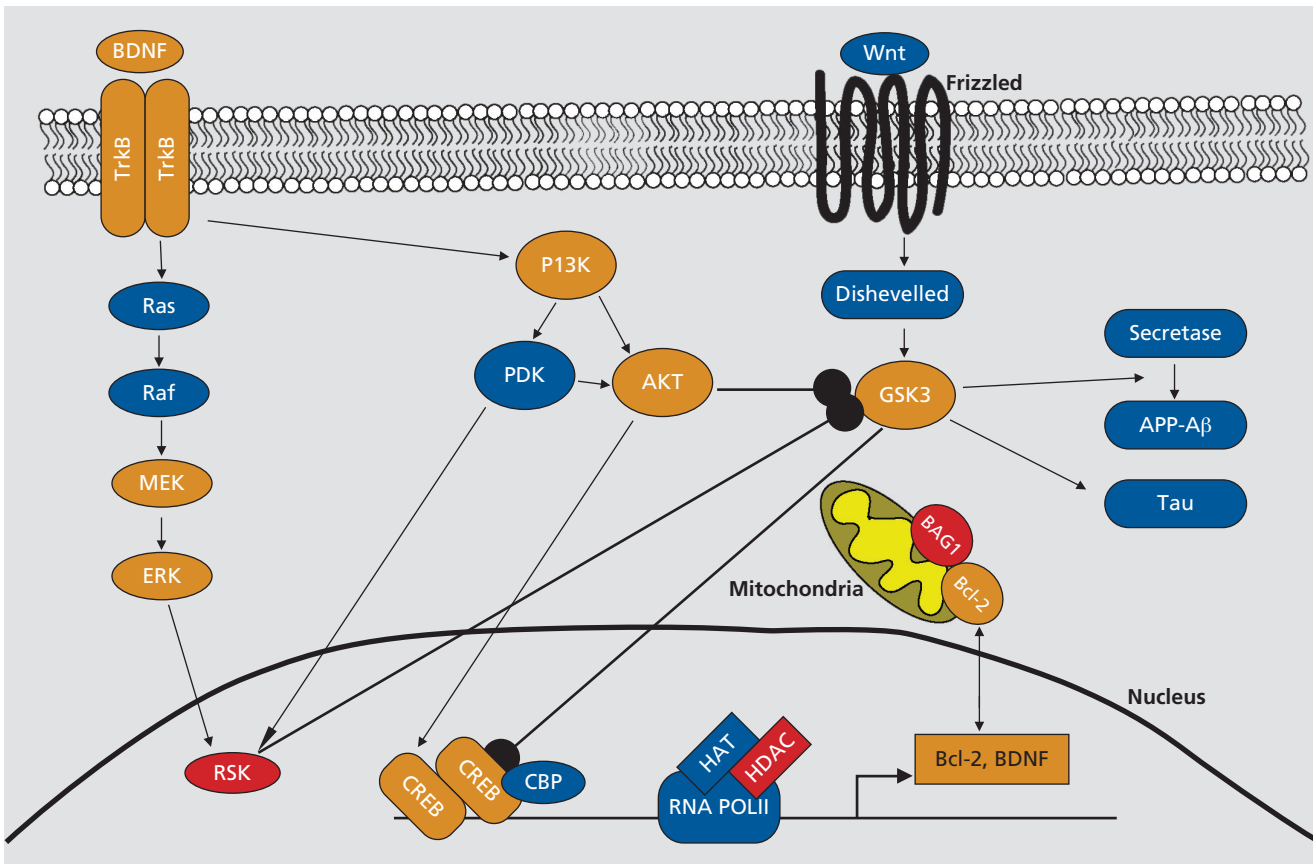 BDNF
TrkB
TrkB
Wnt
Frizzled
P13K
Ras
Dishevelled
Secretase
PDK
AKT
Raf
GSK3
APP-Aβ
MEK
Tau
BAG1
ERK
Bcl-2
Mitochondria
Nucleus
RSK
CREB
CREB
CBP
HAT
HDAC
RNA POLII
Bcl-2, BDNF